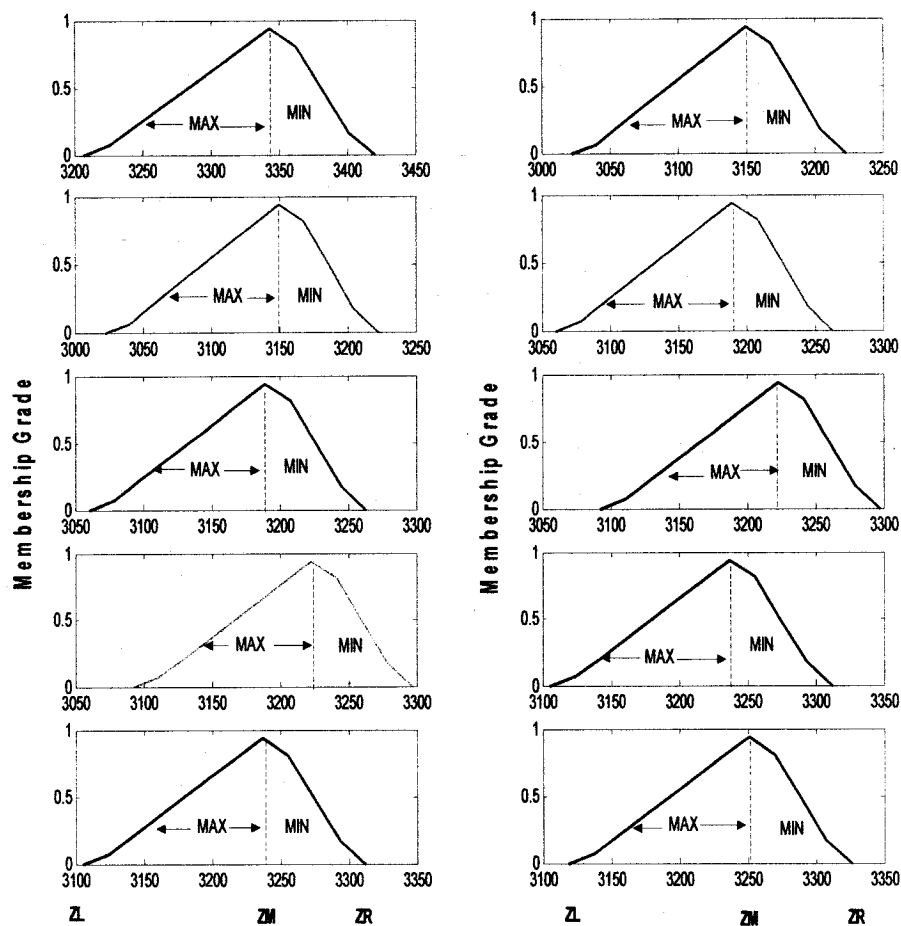 1
0.5
MAX
MIN
0
3200 3250 3300 3350 3400 3450
1
0.5
MAX
MIN
0
3000 3050 3100 3150 3200 3250
1
0.5
MAX
MIN
0
3000 3050 3100 3150 3200 3250
1
0.5
MAX
MIN
0
3050 3100 3150 3200 3250 3300
Membership Grade
1
0.5
MAX
MIN
0
3050 3100 3150 3200 3250 3300
Membership Grade
1
0.5
MAX
MIN
0
3050 3100 3150 3200 3250 3300
1
0.5
MAX
MIN
0
3050 3100 3150 3200 3250 3300
1
0.5
MAX
MIN
0
3100 3150 3200 3250 3300 3350
1
0.5
MAX
MIN
0
3100 3150 3200 3250 3300 3350
1
0.5
MAX
MIN
0
3100 3150 3200 3250 3300 3350
ZL ZM ZR
ZL ZM ZR